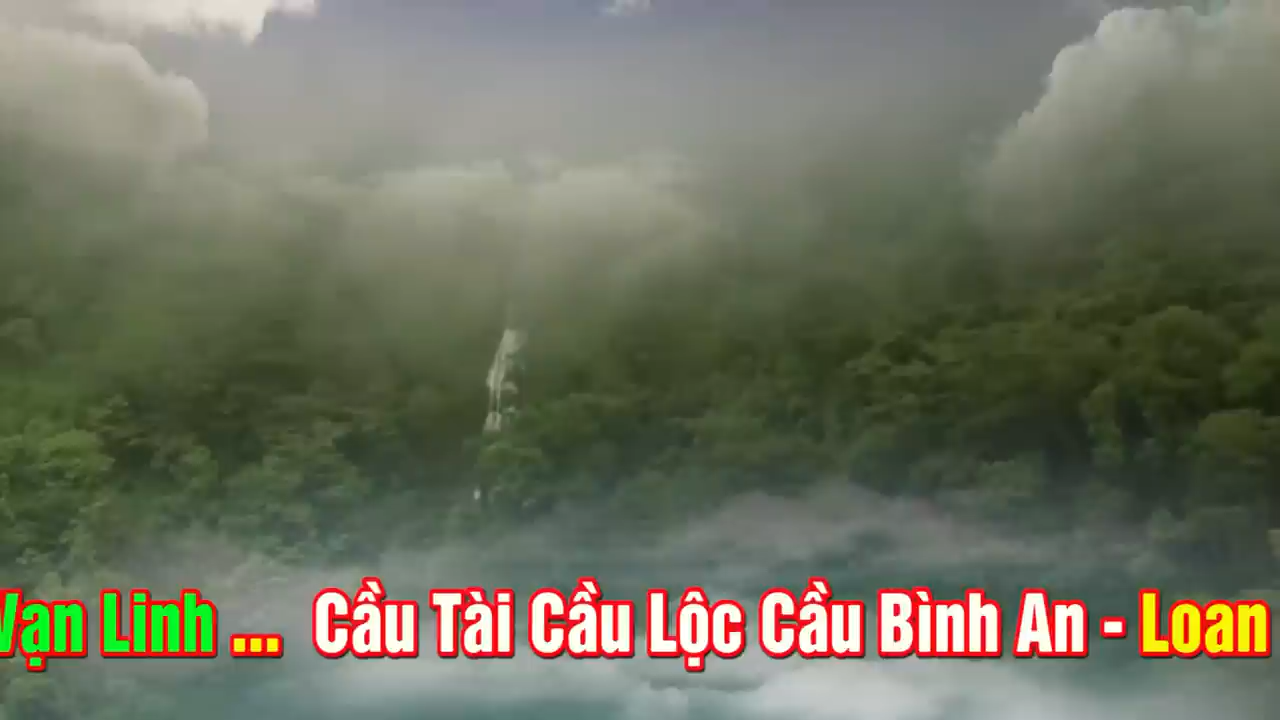 Vạn Linh ... Cầu Tài Cầu Lộc Cầu Bình An - Loan